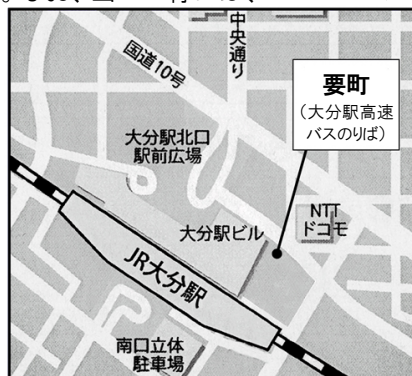 中央通り
国道10号
要町
（大分駅高速
バスのりば）
大分駅北口
駅前広場
NTT
ドコモ
大分駅ビル
JR大分駅
南口立体
駐車場